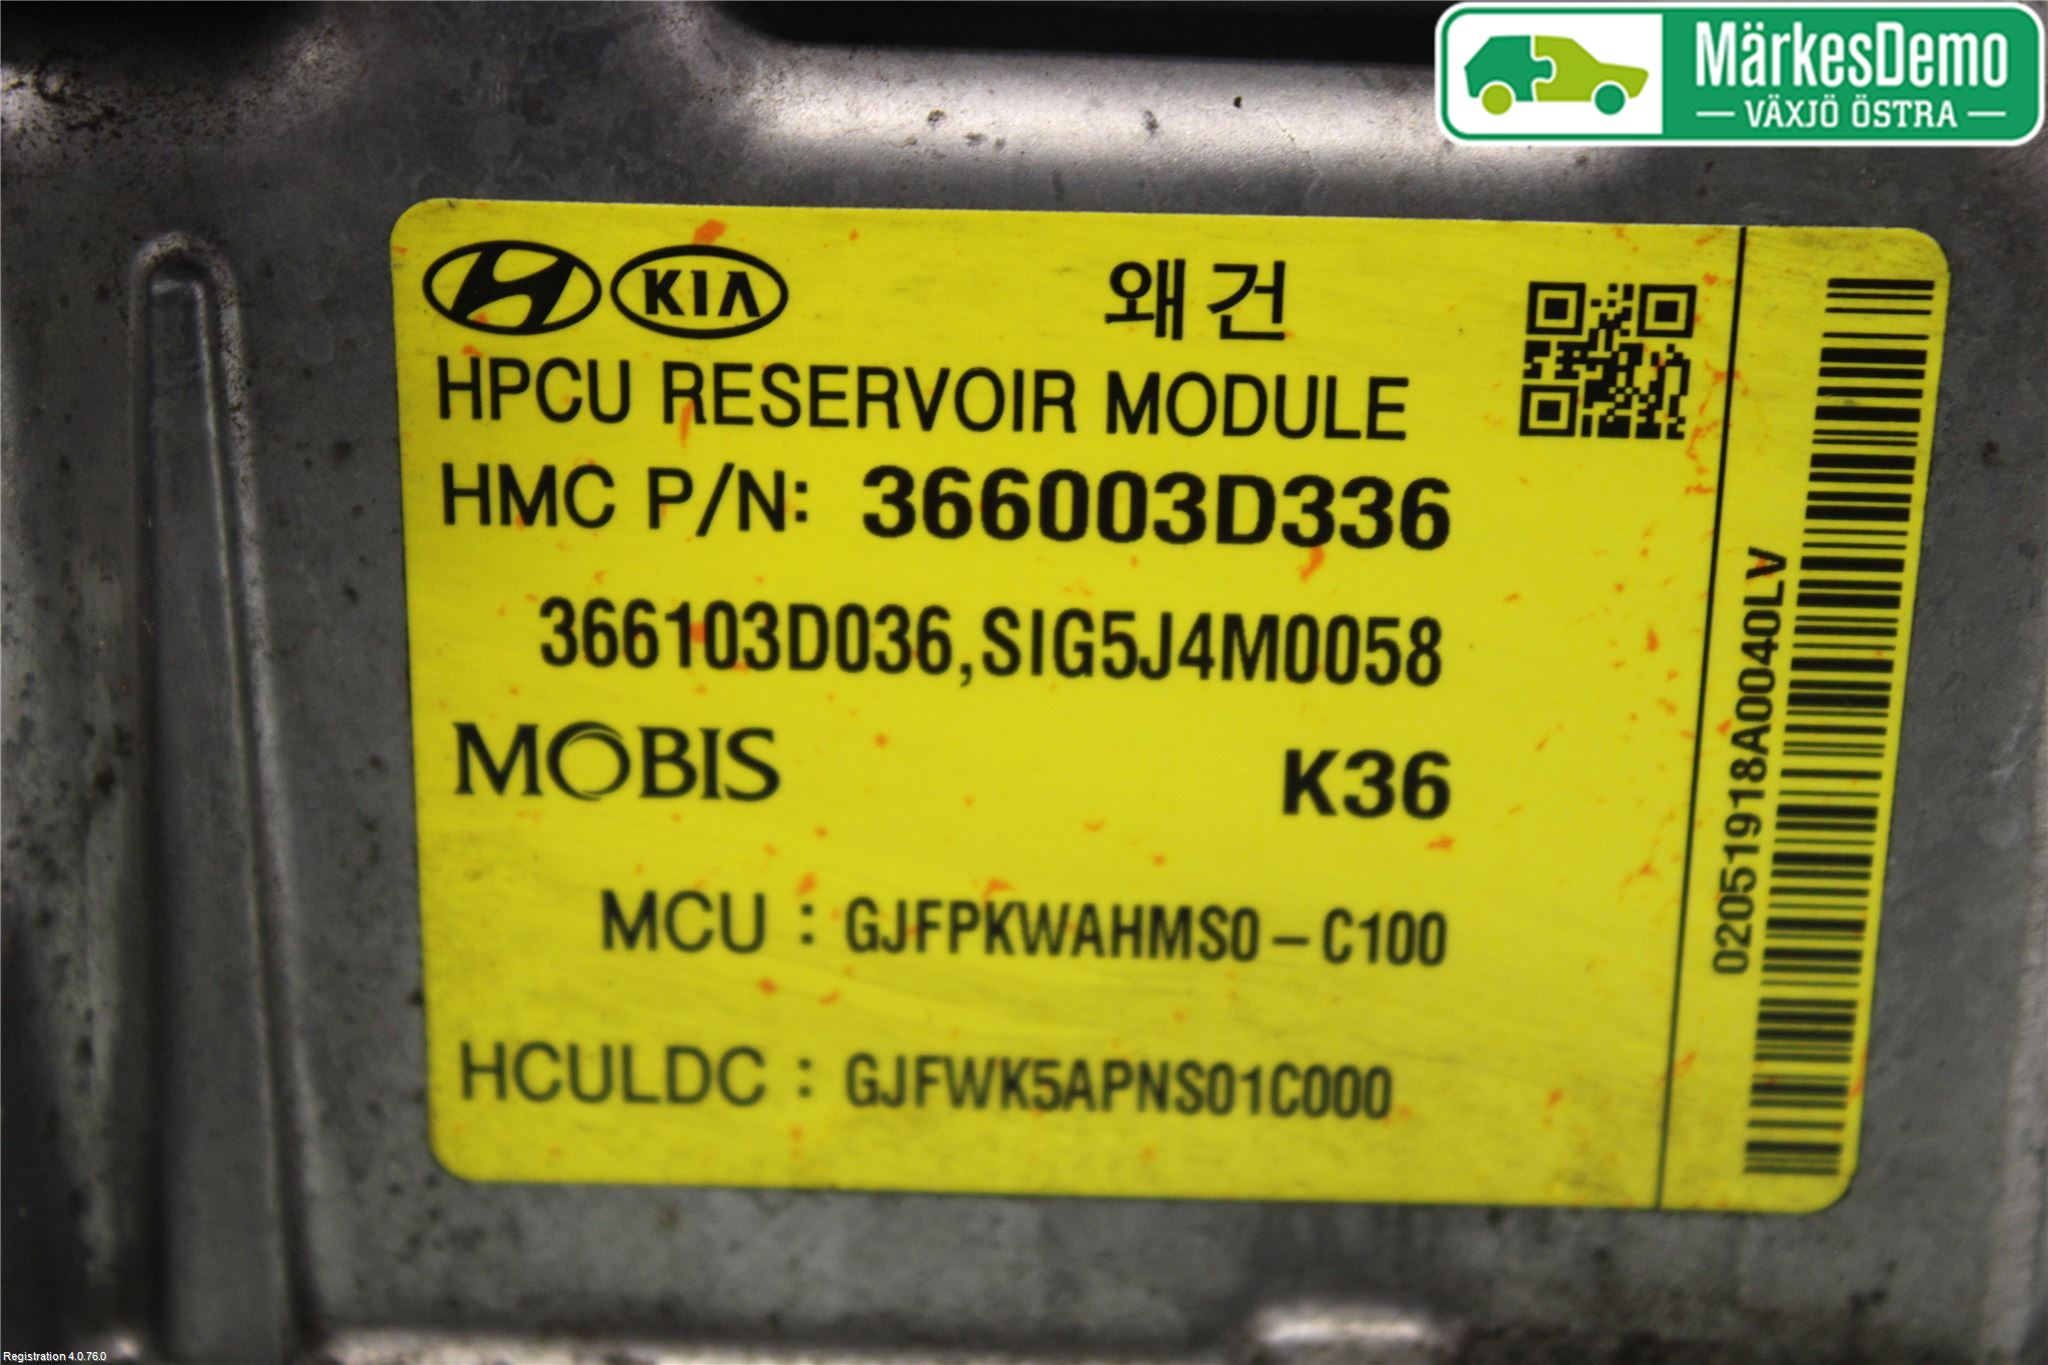 MärkesDemo
VÄXJÖ ÖSTRA
KIA
왜건
HPCU RESERVOIR MODULE
HMC P/N: 366003D336
366103D036,SIG5J4M0058
MOBIS K36
MCU : GJFPKWAHMS0-C100
HCULDC : GJFWK5APNS01C000
0205191８A0040LV
Registration 4.0.76.0